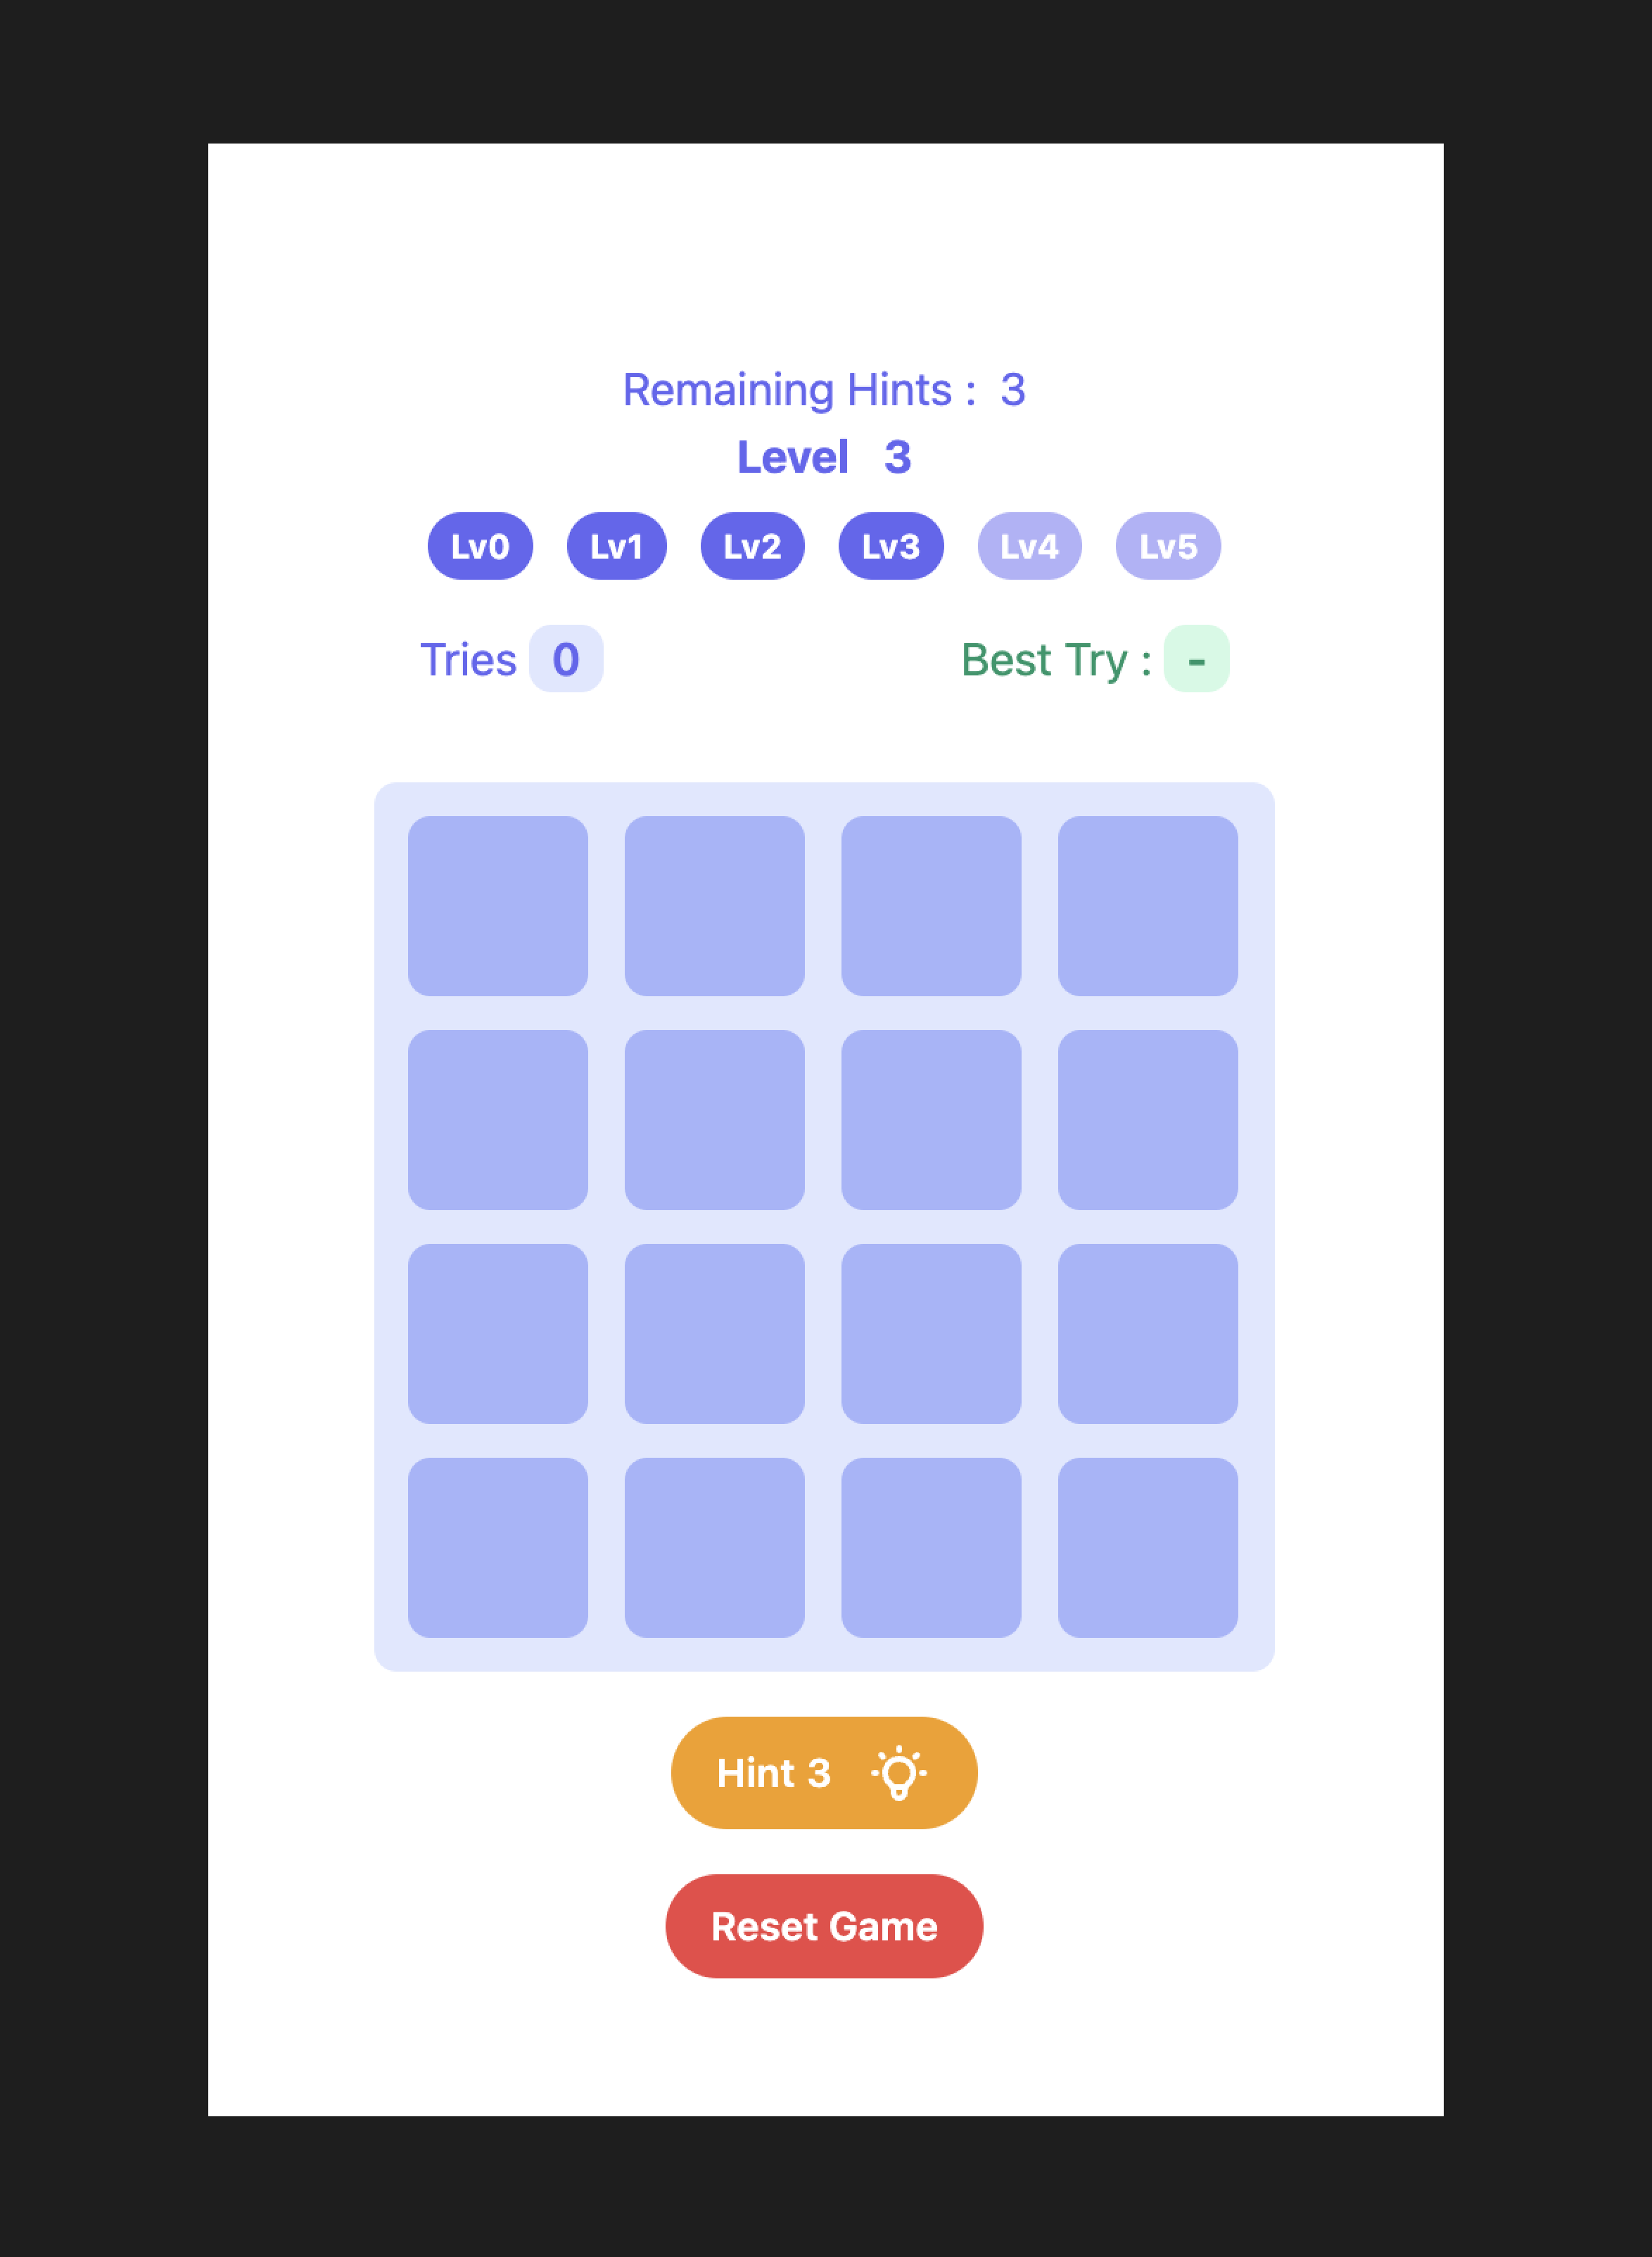 Remaining Hints : 3
Level 3
Lv0 Lv1 Lv2 Lv3 Lv4 Lv5
Tries 0 Best Try : -
Hint 3
Reset Game